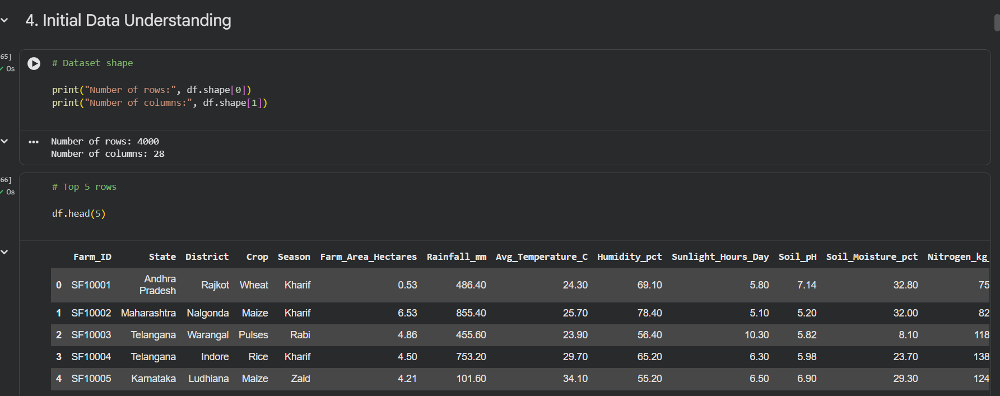 4. Initial Data Understanding
65]
0s
# Dataset shape
print("Number of rows:", df.shape[0])
print("Number of columns:", df.shape[1])
Number of rows: 4000
Number of columns: 28
66]
0s
# Top 5 rows
df.head(5)
Farm_ID State District Crop Season Farm_Area_Hectares Rainfall_mm Avg_Temperature_C Humidity_pct Sunlight_Hours_Day Soil_pH Soil_Moisture_pct Nitrogen_kg_
0 SF10001 Andhra Pradesh Rajkot Wheat Kharif 0.53 486.40 24.30 69.10 5.80 7.14 32.80 75
1 SF10002 Maharashtra Nalgonda Maize Kharif 6.53 855.40 25.70 78.40 5.10 5.20 32.00 82
2 SF10003 Telangana Warangal Pulses Rabi 4.86 455.60 23.90 56.40 10.30 5.82 8.10 118
3 SF10004 Telangana Indore Rice Kharif 4.50 753.20 29.70 65.20 6.30 5.98 23.70 138
4 SF10005 Karnataka Ludhiana Maize Zaid 4.21 101.60 34.10 55.20 6.50 6.90 29.30 124